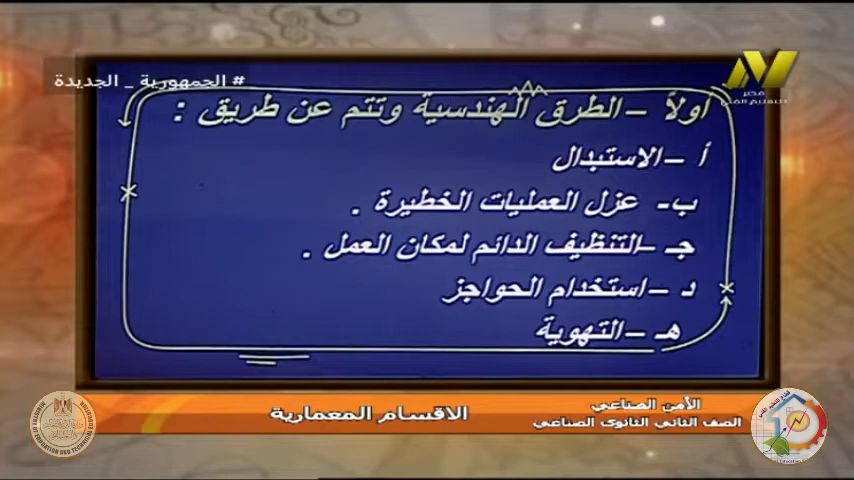 # الجمهورية _ الجديدة
مصر
أولاً – الطرق الهندسية وتتم عن طريق :
أ – الاستبدال
ب- عزل العمليات الخطيرة .
جـ –التنظيف الدائم لمكان العمل .
د – استخدام الحواجز
هـ – التهوية
الأمن الصناعي
الصف الثاني الثانوي الصناعي
الاقسام المعمارية